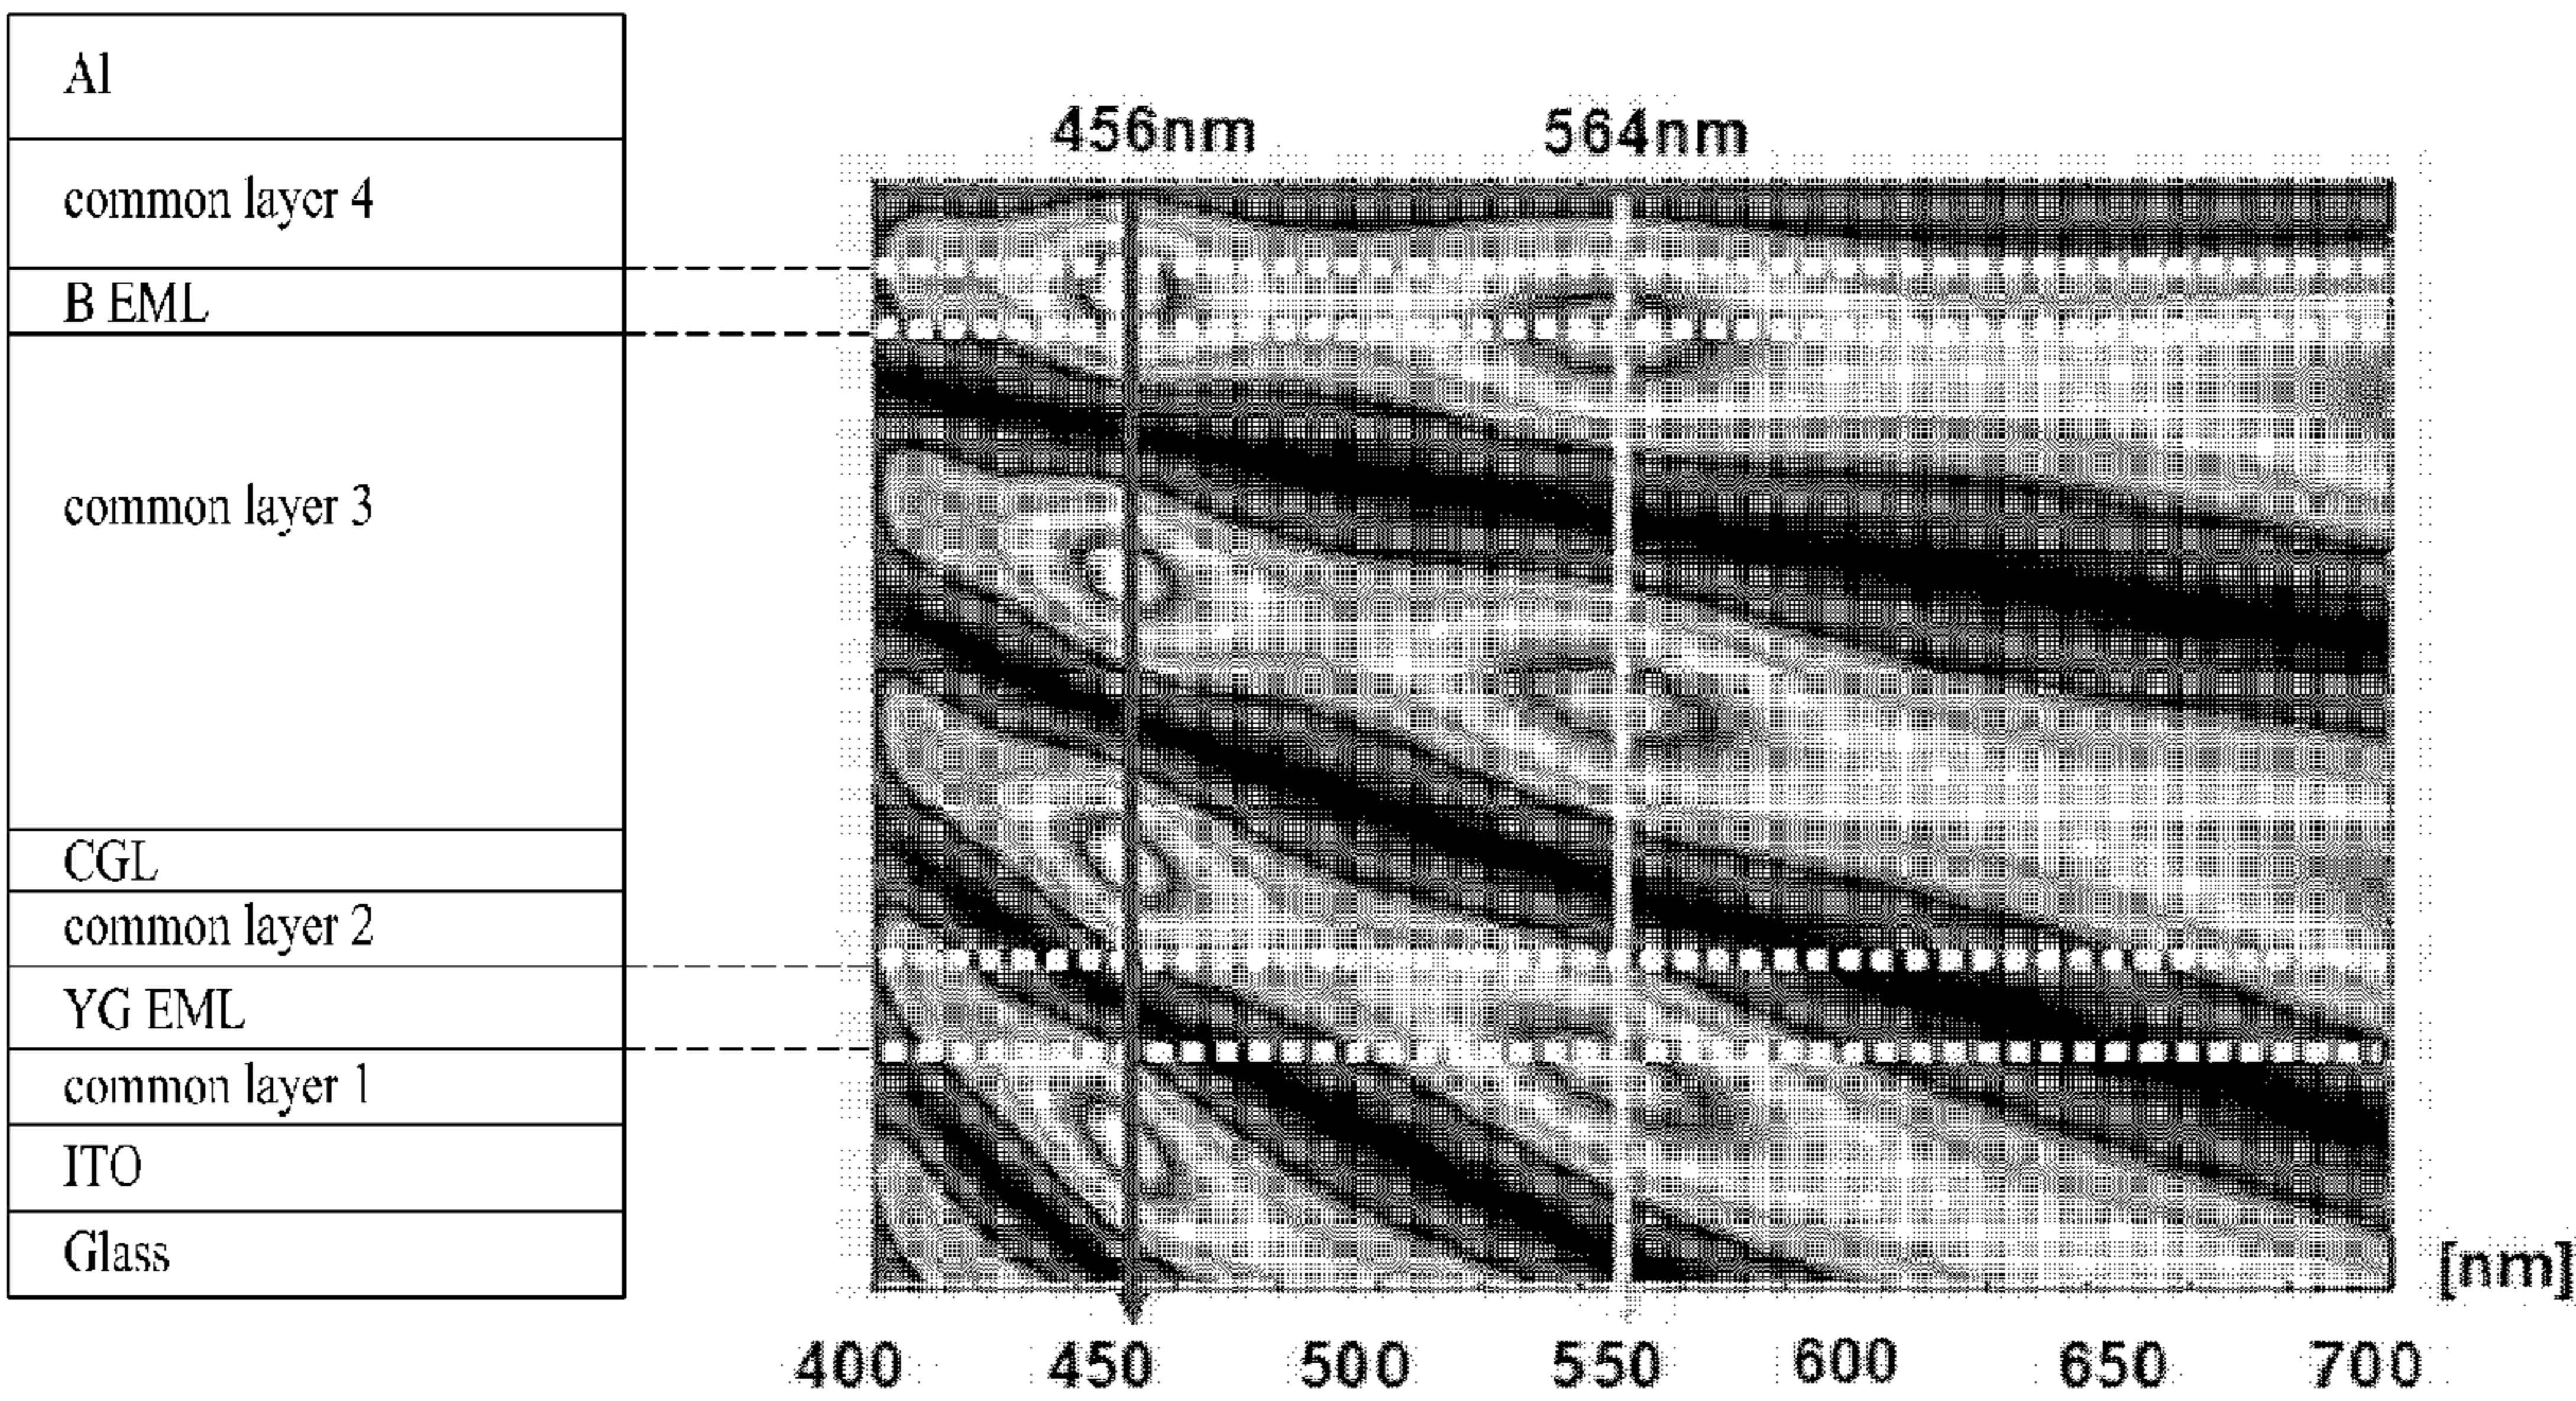 Al
common layer 4
B EML
common layer 3
CGL
common layer 2
YG EML
common layer 1
ITO
Glass
456nm
564nm
[nm]
400
450
500
550
600
650
700